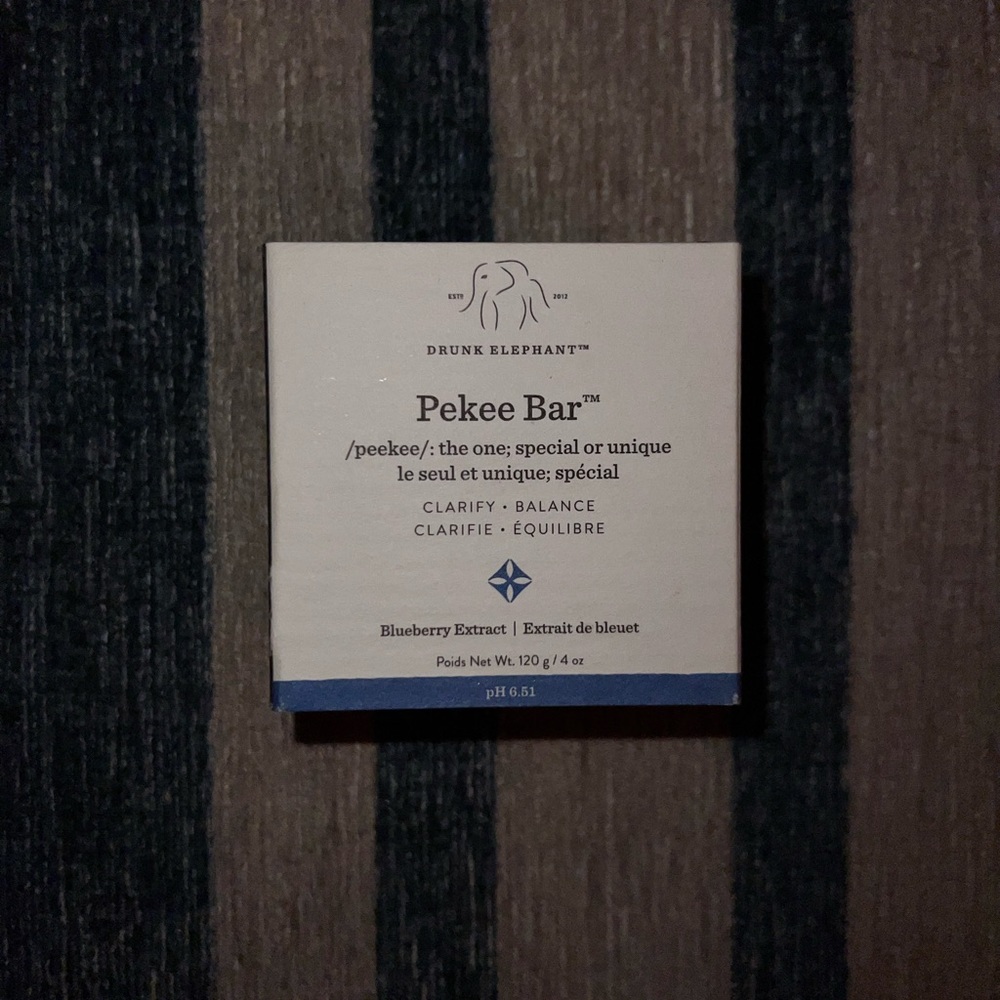 ESTD 2012
DRUNK ELEPHANT™
Pekee Bar™
/peekee/: the one; special or unique
le seul et unique; spécial
CLARIFY • BALANCE
CLARIFIE • ÉQUILIBRE
Blueberry Extract | Extrait de bleuet
Poids Net Wt. 120 g / 4 oz
pH 6.51